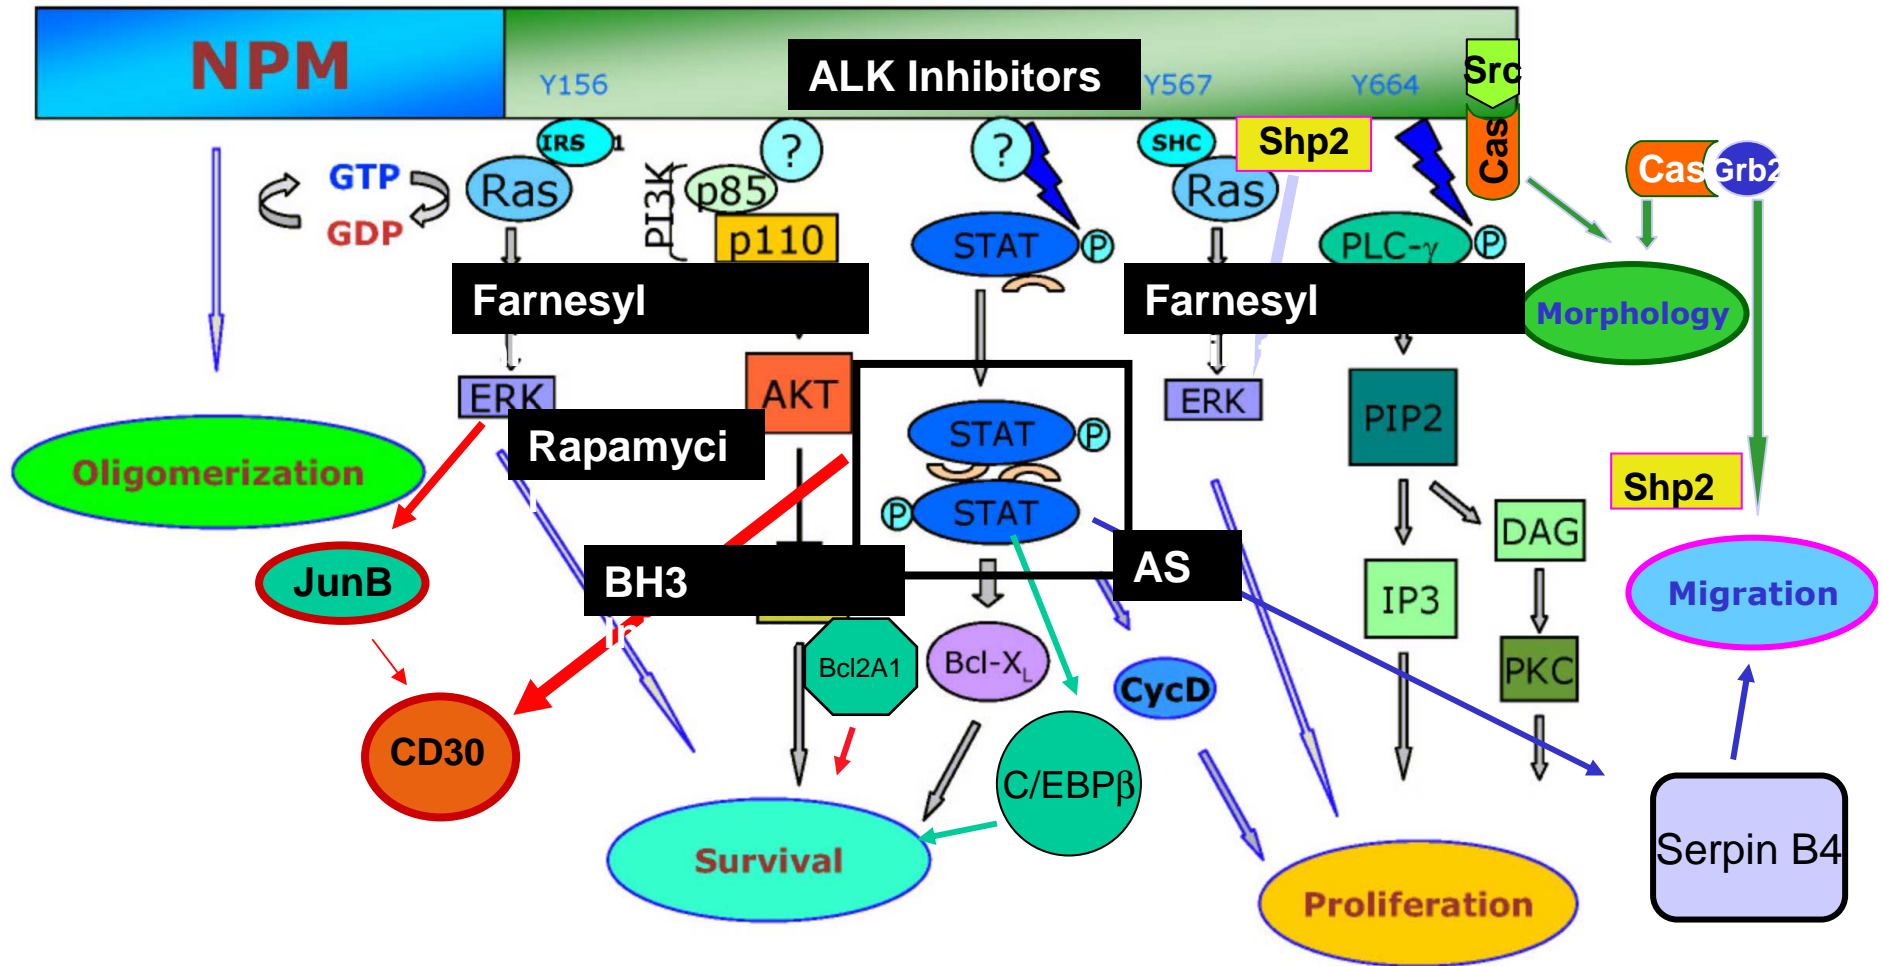 NPM
ALK Inhibitors
Y156
Y567
Y664
Src
Cas
IRS 1
?
?
SHC
Shp2
Cas
Grb2
GTP
GDP
Ras
PI3K
p85
p110
STAT
P
Ras
PLC-γ
P
Farnesyl
Farnesyl
Morphology
ERK
AKT
STAT
P
ERK
PIP2
Rapamyci
Oligomerization
P
STAT
Shp2
DAG
JunB
BH3
AS
IP3
Migration
In
Bcl2A1
Bcl-XL
CycD
PKC
CD30
C/EBPβ
Survival
Serpin B4
Proliferation